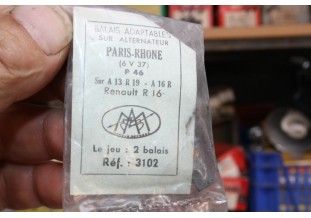 BALAIS ADAPTABLES
SUR ALTERNATEUR
PARIS-RHONE
(6 V 37)
P 46
Sur A 13 R 19 - A 16 R
Renault R 16
Le jeu : 2 balais
Réf. : 3102